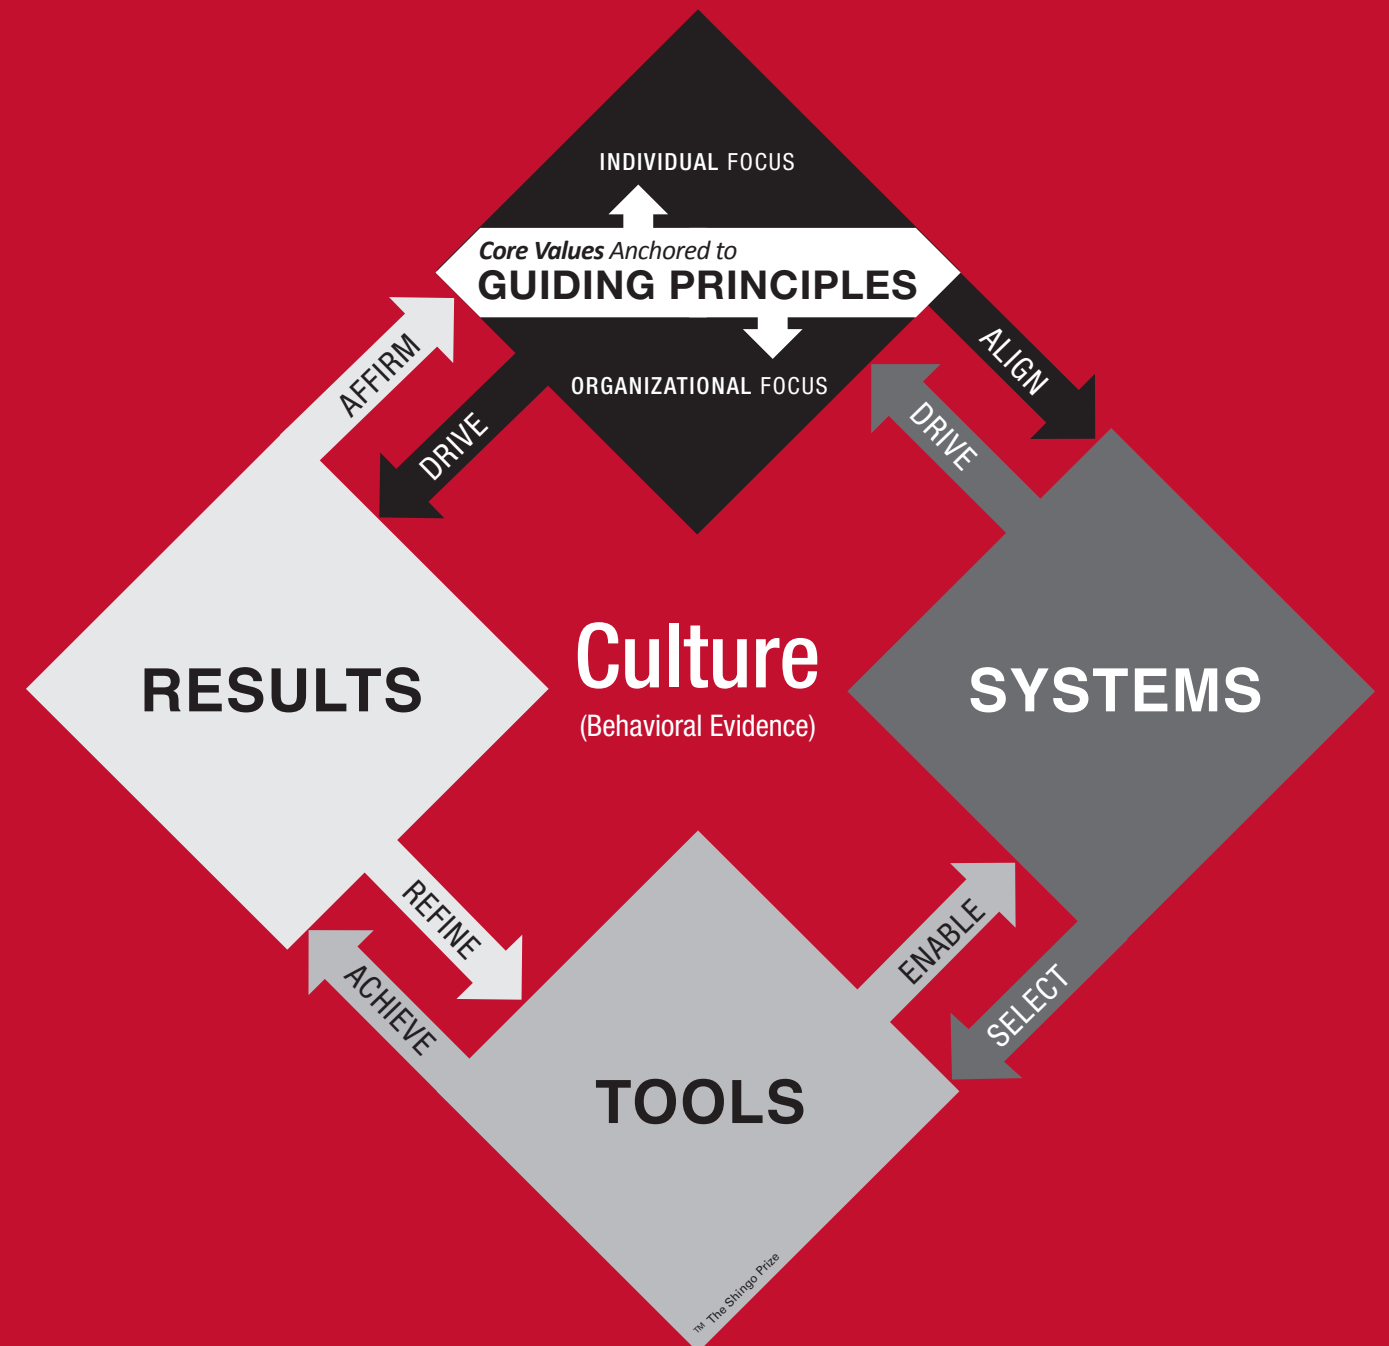 INDIVIDUAL FOCUS
Core Values Anchored to
GUIDING PRINCIPLES
ORGANIZATIONAL FOCUS
AFFIRM
DRIVE
ALIGN
DRIVE
Culture
(Behavioral Evidence)
RESULTS
SYSTEMS
REFINE
ACHIEVE
ENABLE
SELECT
TOOLS
™ The Shingo Prize